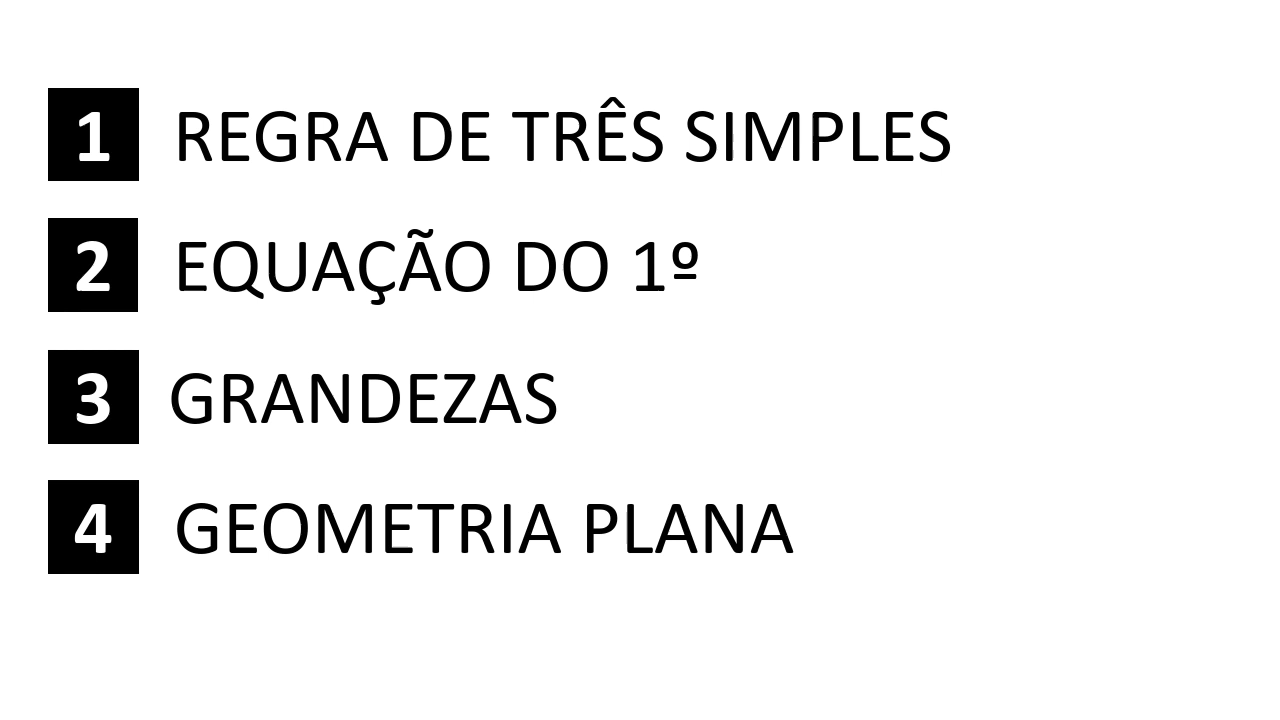 1 REGRA DE TRÊS SIMPLES
2 EQUAÇÃO DO 1º
3 GRANDEZAS
4 GEOMETRIA PLANA